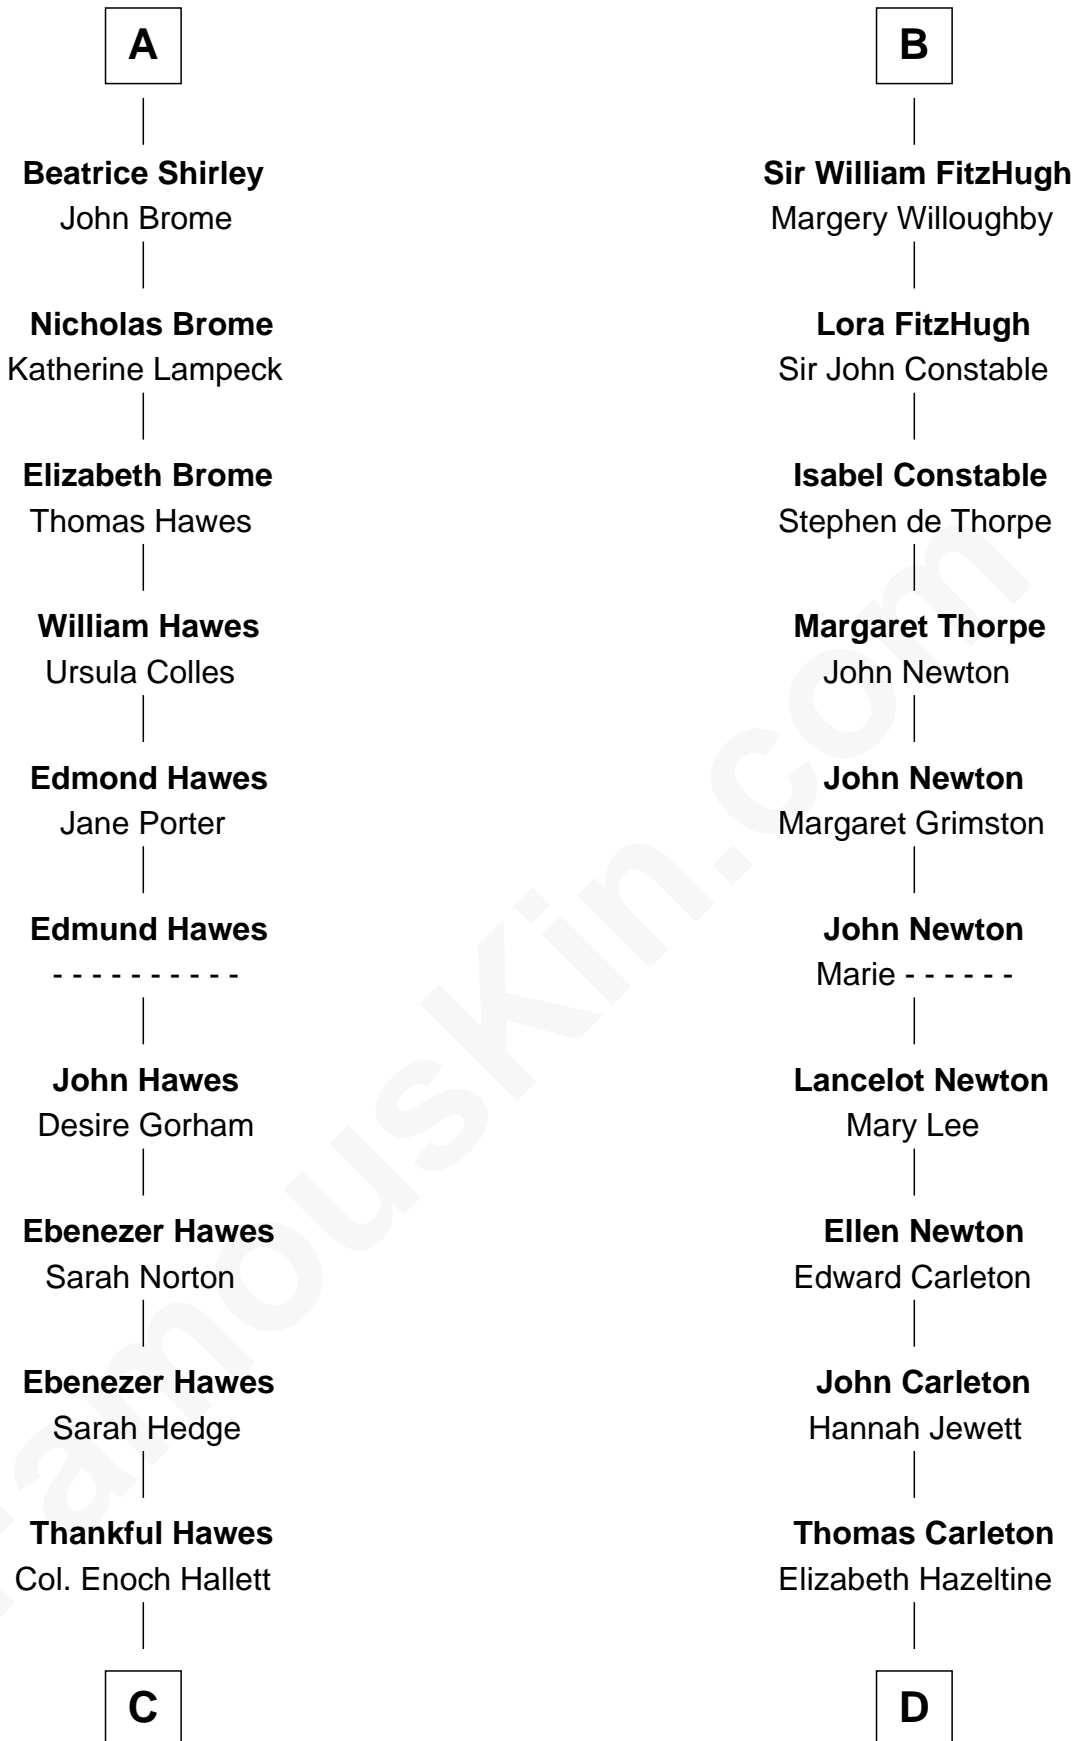 A
Beatrice Shirley
John Brome
Nicholas Brome
Katherine Lampeck
Elizabeth Brome
Thomas Hawes
William Hawes
Ursula Colles
Edmond Hawes
Jane Porter
Edmund Hawes
- - - - - - - - - -
John Hawes
Desire Gorham
Ebenezer Hawes
Sarah Norton
Ebenezer Hawes
Sarah Hedge
Thankful Hawes
Col. Enoch Hallett
C
B
Sir William FitzHugh
Margery Willoughby
Lora FitzHugh
Sir John Constable
Isabel Constable
Stephen de Thorpe
Margaret Thorpe
John Newton
John Newton
Margaret Grimston
John Newton
Marie - - - - - -
Lancelot Newton
Mary Lee
Ellen Newton
Edward Carleton
John Carleton
Hannah Jewett
Thomas Carleton
Elizabeth Hazeltine
D
FamousKin.com